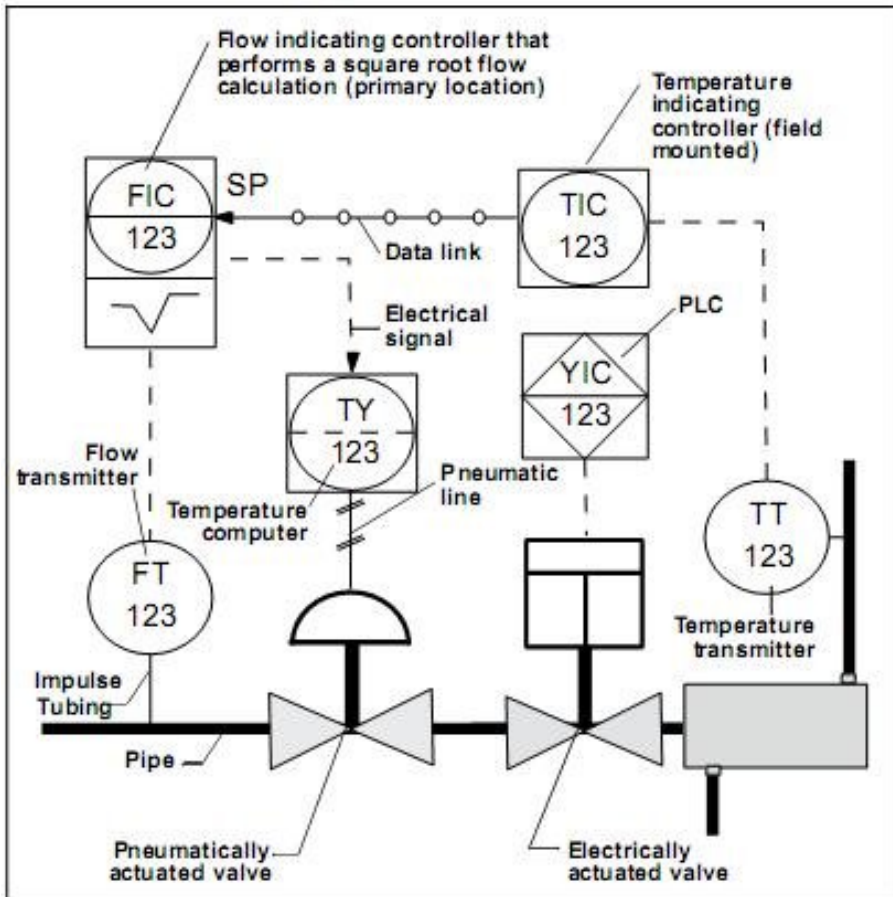 Flow indicating controller that
performs a square root flow
calculation (primary location)
Temperature
indicating
controller (field
mounted)
SP
FIC
123
TIC
123
Data link
PLC
Electrical
signal
YIC
123
TY
123
Flow
transmitter
Pneumatic
line
Temperature
computer
TT
123
FT
123
Temperature
transmitter
Impulse
Tubing
Pipe
Pneumatically
actuated valve
Electrically
actuated valve